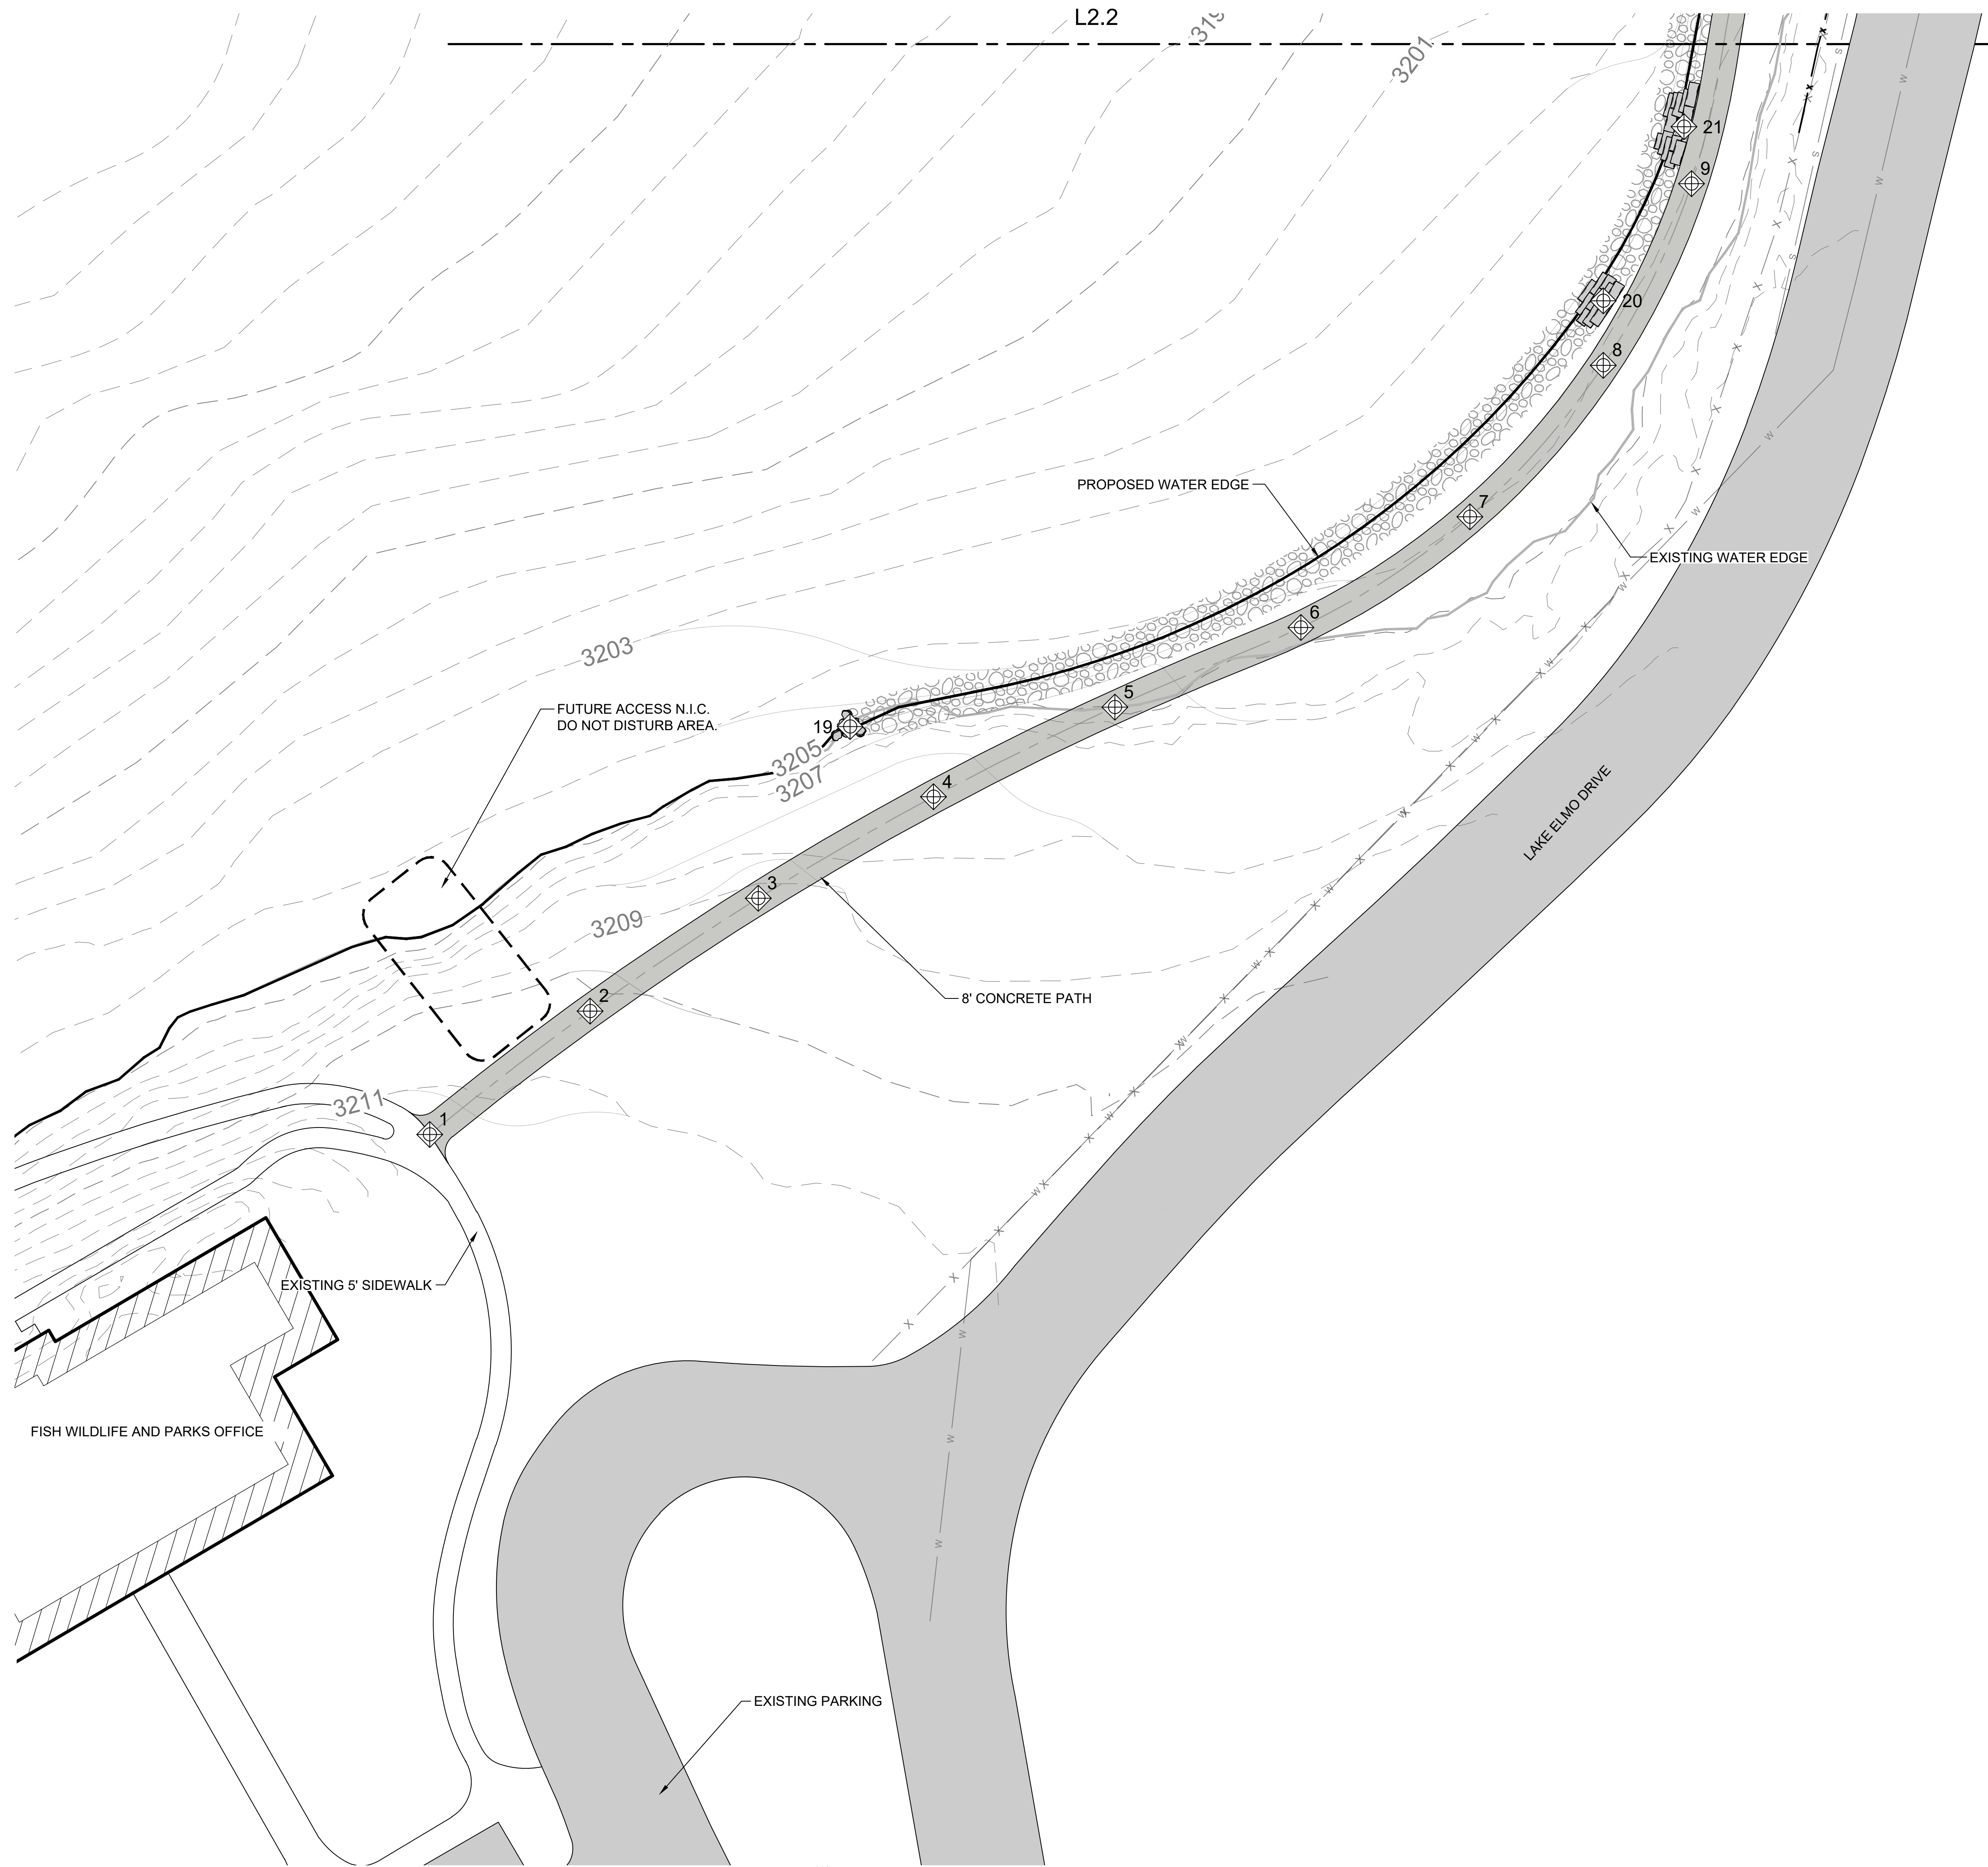 L2.2
3201
21
9
20
8
PROPOSED WATER EDGE
7
EXISTING WATER EDGE
6
3203
5
FUTURE ACCESS N.I.C.
DO NOT DISTURB AREA.
19
3205
3207
4
LAKE ELMO DRIVE
3
3209
2
8' CONCRETE PATH
3211
1
EXISTING 5' SIDEWALK
FISH WILDLIFE AND PARKS OFFICE
EXISTING PARKING